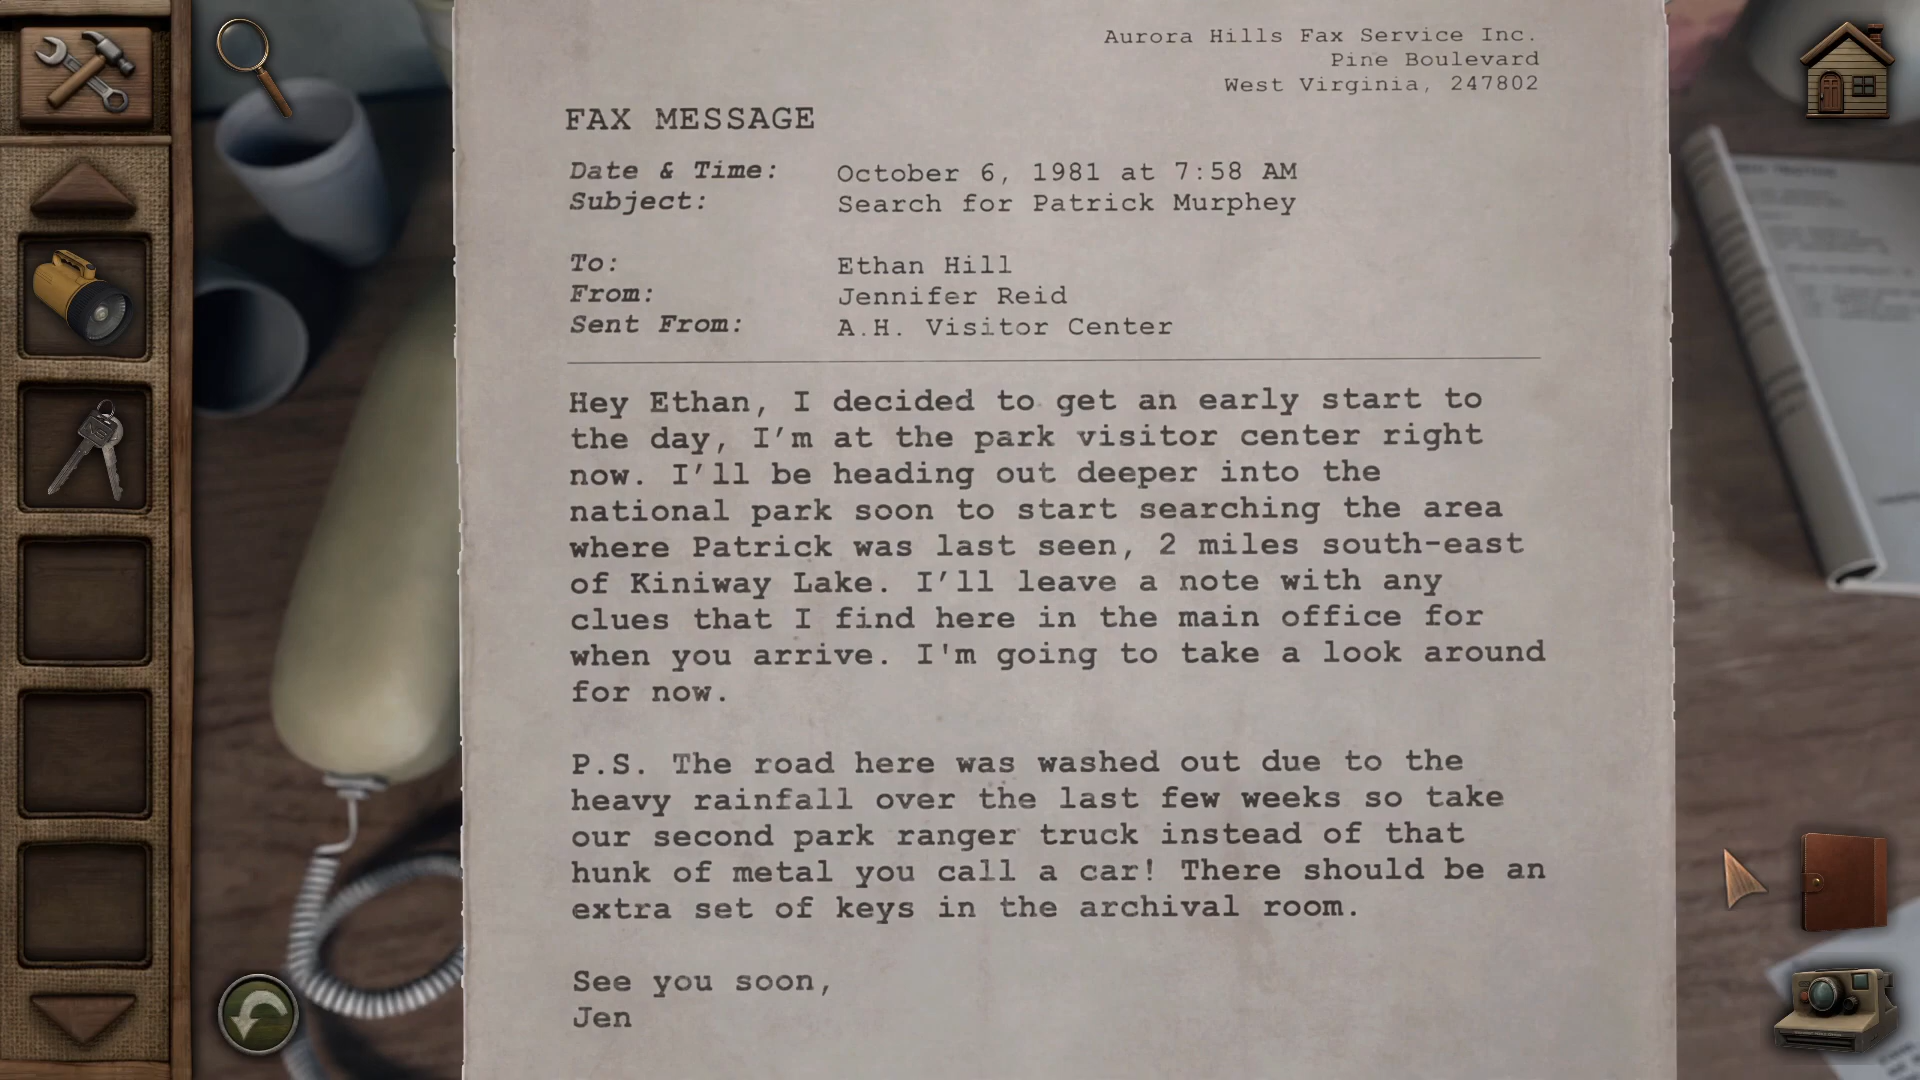 Aurora Hills Fax Service Inc.
Pine Boulevard
West Virginia, 247802
FAX MESSAGE
Date & Time: October 6, 1981 at 7:58 AM
Subject: Search for Patrick Murphey
To: Ethan Hill
From: Jennifer Reid
Sent From: A.H. Visitor Center
Hey Ethan, I decided to get an early start to
the day, I’m at the park visitor center right
now. I’ll be heading out deeper into the
national park soon to start searching the area
where Patrick was last seen, 2 miles south-east
of Kiniway Lake. I’ll leave a note with any
clues that I find here in the main office for
when you arrive. I'm going to take a look around
for now.
P.S. The road here was washed out due to the
heavy rainfall over the last few weeks so take
our second park ranger truck instead of that
hunk of metal you call a car! There should be an
extra set of keys in the archival room.
See you soon,
Jen